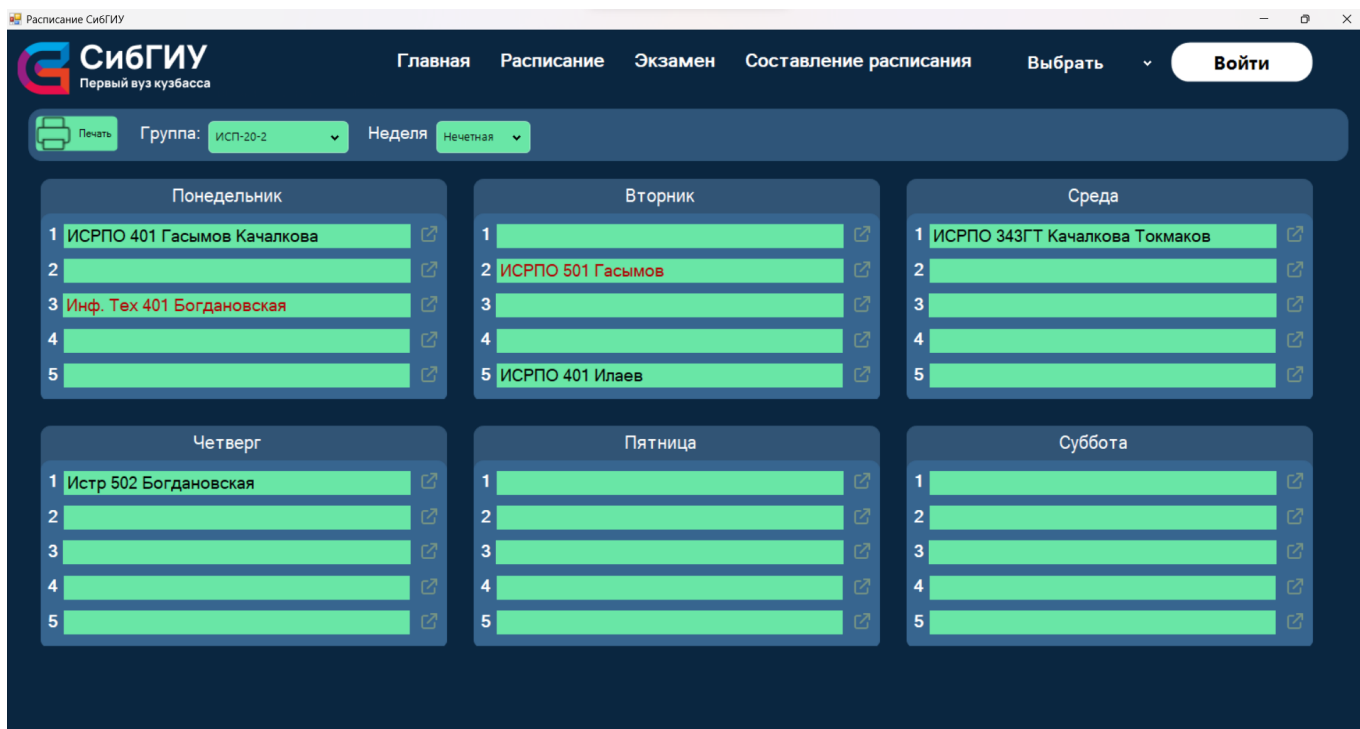 Расписание СибГИУ
СибГИУ
Первый вуз кузбасса
Главная Расписание Экзамен Составление расписания Выбрать Войти
Печать Группа: ИСП-20-2 Неделя Нечетная
Понедельник
1 ИСРПО 401 Гасымов Качалкова
2
3 Инф. Тех 401 Богдановская
4
5
Вторник
1
2 ИСРПО 501 Гасымов
3
4
5 ИСРПО 401 Илаев
Среда
1 ИСРПО 343ГТ Качалкова Токмаков
2
3
4
5
Четверг
1 Истр 502 Богдановская
2
3
4
5
Пятница
1
2
3
4
5
Суббота
1
2
3
4
5